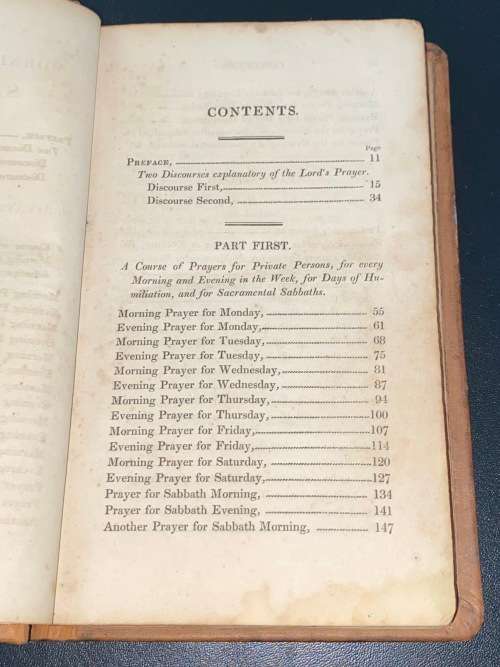 CONTENTS.
Page
PREFACE, 11
Two Discourses explanatory of the Lord's Prayer.
Discourse First, 15
Discourse Second, 34
PART FIRST.
A Course of Prayers for Private Persons, for every
Morning and Evening in the Week, for Days of Hu-
miliation, and for Sacramental Sabbaths.
Morning Prayer for Monday, 55
Evening Prayer for Monday, 61
Morning Prayer for Tuesday, 68
Evening Prayer for Tuesday, 75
Morning Prayer for Wednesday, 81
Evening Prayer for Wednesday, 87
Morning Prayer for Thursday, 94
Evening Prayer for Thursday, 100
Morning Prayer for Friday, 107
Evening Prayer for Friday, 114
Morning Prayer for Saturday, 120
Evening Prayer for Saturday, 127
Prayer for Sabbath Morning, 134
Prayer for Sabbath Evening, 141
Another Prayer for Sabbath Morning, 147